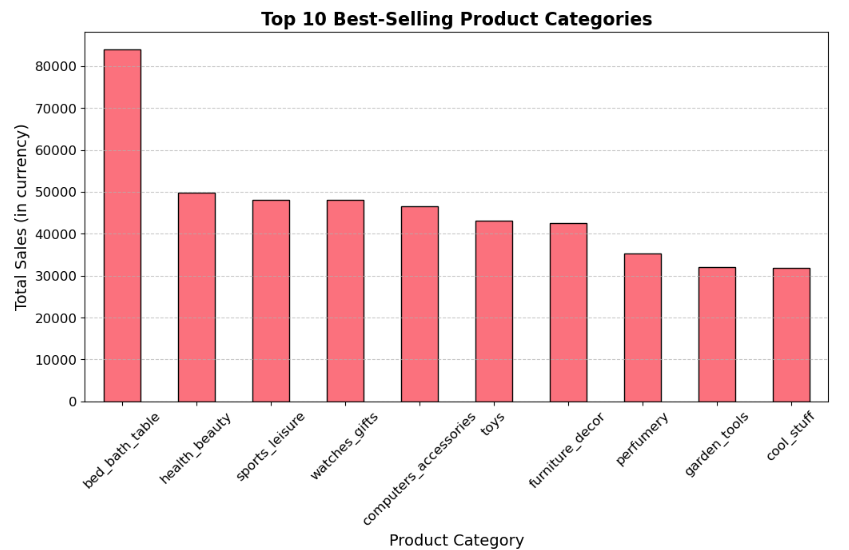 Top 10 Best-Selling Product Categories
Total Sales (in currency)
80000
70000
60000
50000
40000
30000
20000
10000
0
bed_bath_table
health_beauty
sports_leisure
watches_gifts
computers_accessories
toys
furniture_decor
perfumery
garden_tools
cool_stuff
Product Category